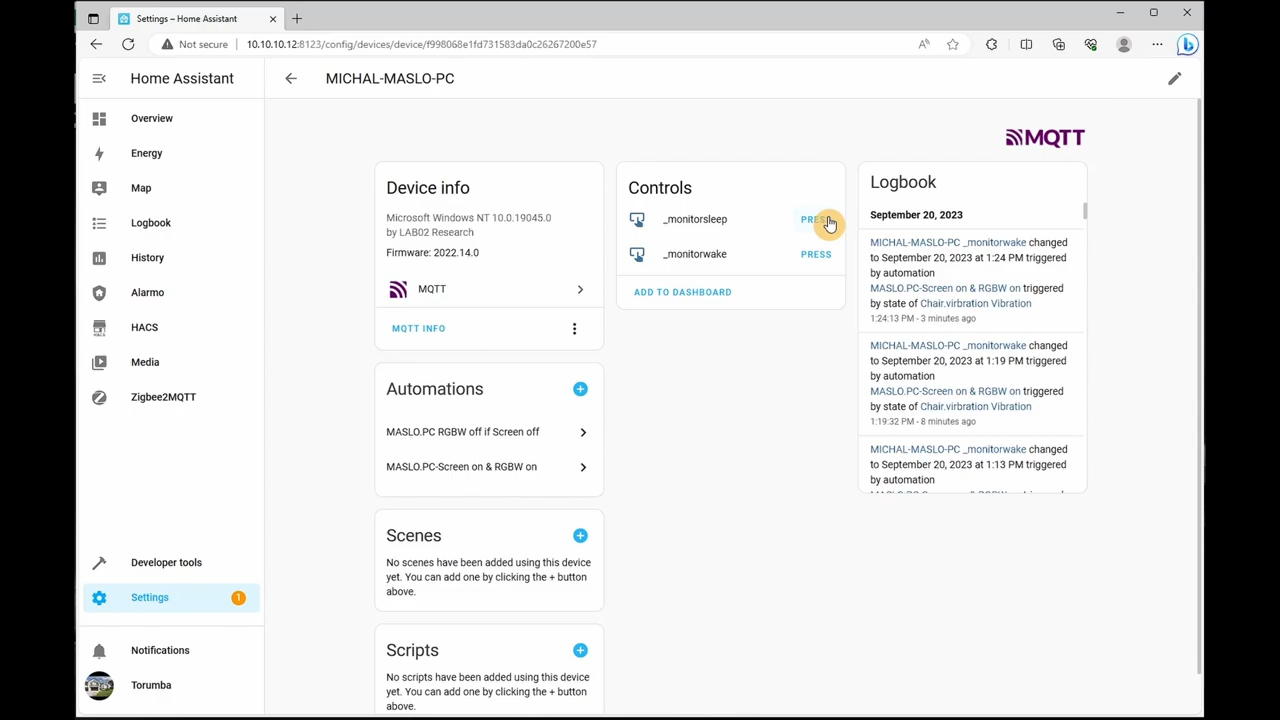 Settings – Home Assistant
Not secure
10.10.10.12:8123/config/devices/device/f998068e1fd731583da0c26267200e57
Home Assistant
MICHAL-MASLO-PC
Overview
Energy
Map
Logbook
History
Alarmo
HACS
Media
Zigbee2MQTT
Developer tools
Settings
1
Notifications
Torumba
MQTT
Device info
Microsoft Windows NT 10.0.19045.0
by LAB02 Research
Firmware: 2022.14.0
MQTT
MQTT INFO
Automations
MASLO.PC RGBW off if Screen off
MASLO.PC-Screen on & RGBW on
Scenes
No scenes have been added using this device
yet. You can add one by clicking the + button
above.
Scripts
No scripts have been added using this device
yet. You can add one by clicking the + button
above.
Controls
_monitorsleep
PRESS
_monitorwake
PRESS
ADD TO DASHBOARD
Logbook
September 20, 2023
MICHAL-MASLO-PC _monitorwake changed
to September 20, 2023 at 1:24 PM triggered
by automation
MASLO.PC-Screen on & RGBW on triggered
by state of Chair.virbration Vibration
1:24:13 PM - 3 minutes ago
MICHAL-MASLO-PC _monitorwake changed
to September 20, 2023 at 1:19 PM triggered
by automation
MASLO.PC-Screen on & RGBW on triggered
by state of Chair.virbration Vibration
1:19:32 PM - 8 minutes ago
MICHAL-MASLO-PC _monitorwake changed
to September 20, 2023 at 1:13 PM triggered
by automation